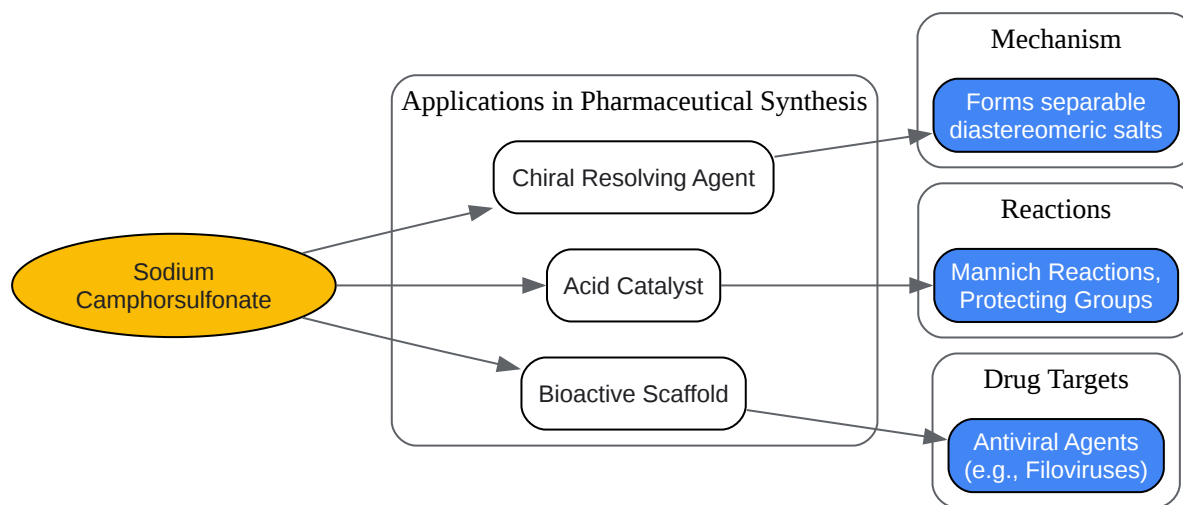 Sodium
Camphorsulfonate
Applications in Pharmaceutical Synthesis
Chiral Resolving Agent
Acid Catalyst
Bioactive Scaffold
Mechanism
Forms separable
diastereomeric salts
Reactions
Mannich Reactions,
Protecting Groups
Drug Targets
Antiviral Agents
(e.g., Filoviruses)